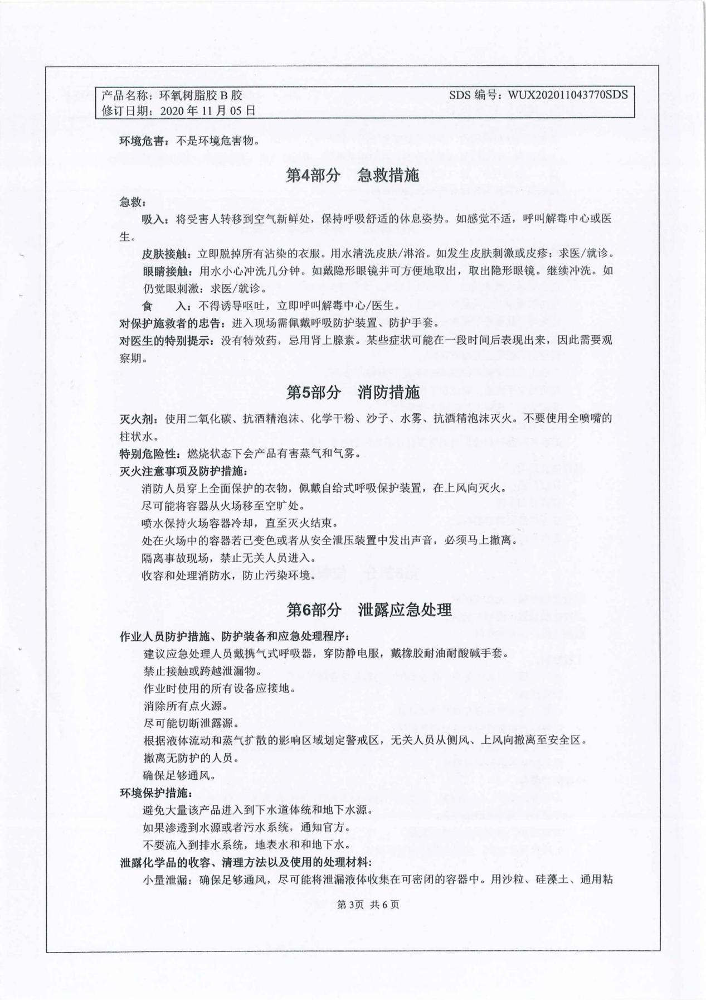 产品名称：环氧树脂胶 B 胶
SDS 编号：WUX202011043770SDS
修订日期：2020 年 11 月 05 日
环境危害：不是环境危害物。
第4部分 急救措施
急救：
吸入：将受害人转移到空气新鲜处，保持呼吸舒适的休息姿势。如感觉不适，呼叫解毒中心或医
生。
皮肤接触：立即脱掉所有沾染的衣服。用水清洗皮肤/淋浴。如发生皮肤刺激或皮疹：求医/就诊。
眼睛接触：用水小心冲洗几分钟。如戴隐形眼镜并可方便地取出，取出隐形眼镜。继续冲洗。如
仍觉眼刺激：求医/就诊。
食 入：不得诱导呕吐，立即呼叫解毒中心/医生。
对保护施救者的忠告：进入现场需佩戴呼吸防护装置、防护手套。
对医生的特别提示：没有特效药，忌用肾上腺素。某些症状可能在一段时间后表现出来，因此需要观
察期。
第5部分 消防措施
灭火剂：使用二氧化碳、抗酒精泡沫、化学干粉、沙子、水雾、抗酒精泡沫灭火。不要使用全喷嘴的
柱状水。
特别危险性：燃烧状态下会产品有害蒸气和气雾。
灭火注意事项及防护措施：
消防人员穿上全面保护的衣物，佩戴自给式呼吸保护装置，在上风向灭火。
尽可能将容器从火场移至空旷处。
喷水保持火场容器冷却，直至灭火结束。
处在火场中的容器若已变色或者从安全泄压装置中发出声音，必须马上撤离。
隔离事故现场，禁止无关人员进入。
收容和处理消防水，防止污染环境。
第6部分 泄露应急处理
作业人员防护措施、防护装备和应急处理程序：
建议应急处理人员戴携气式呼吸器，穿防静电服，戴橡胶耐油耐酸碱手套。
禁止接触或跨越泄漏物。
作业时使用的所有设备应接地。
消除所有点火源。
尽可能切断泄露源。
根据液体流动和蒸气扩散的影响区域划定警戒区，无关人员从侧风、上风向撤离至安全区。
撤离无防护的人员。
确保足够通风。
环境保护措施：
避免大量该产品进入到下水道体统和地下水源。
如果渗透到水源或者污水系统，通知官方。
不要流入到排水系统，地表水和和地下水。
泄露化学品的收容、清理方法以及使用的处理材料：
小量泄漏：确保足够通风，尽可能将泄漏液体收集在可密闭的容器中。用沙粒、硅藻土、通用粘
第 3页 共 6 页